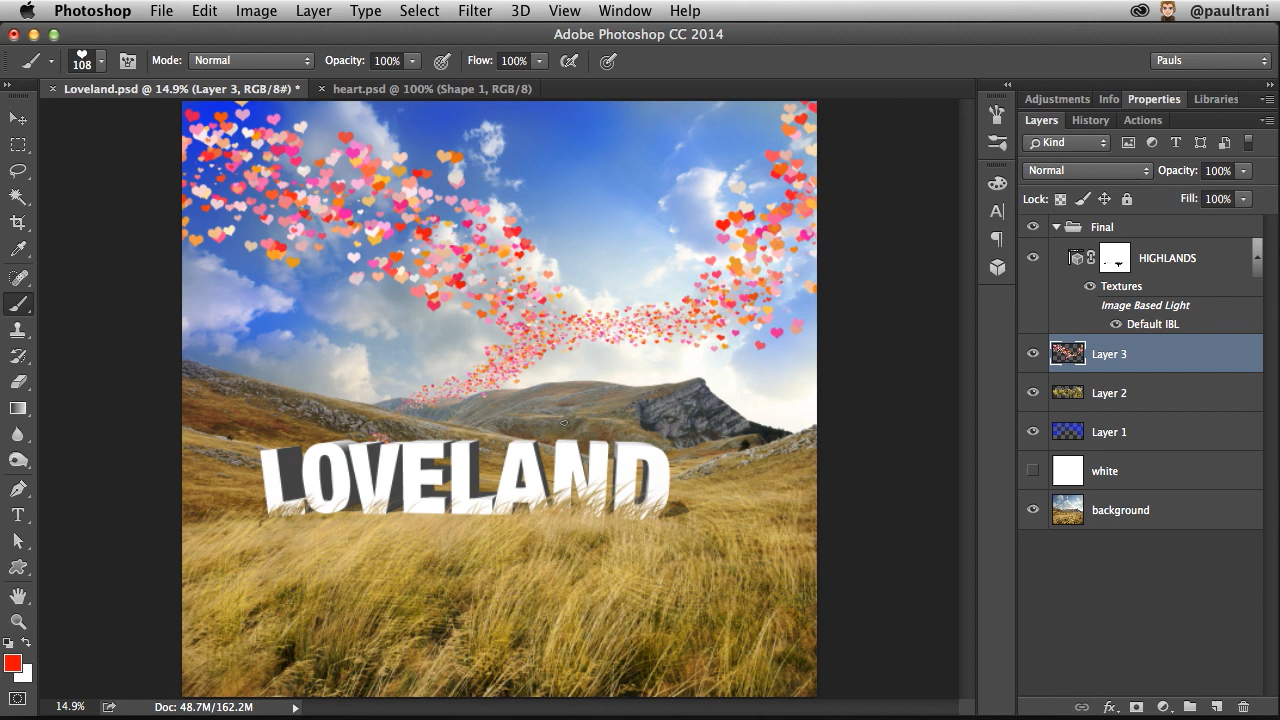 Photoshop File Edit Image Layer Type Select Filter 3D View Window Help @paultrani
Adobe Photoshop CC 2014
108 Mode: Normal Opacity: 100% Flow: 100% Pauls
Loveland.psd @ 14.9% (Layer 3, RGB/8#) * heart.psd @ 100% (Shape 1, RGB/8)
Adjustments Info Properties Libraries
Layers History Actions
Kind
Normal Opacity: 100%
Lock: Fill: 100%
Final
HIGHLANDS
Textures
Image Based Light
Default IBL
Layer 3
Layer 2
Layer 1
white
background
LOVELAND
14.9% Doc: 48.7M/162.2M